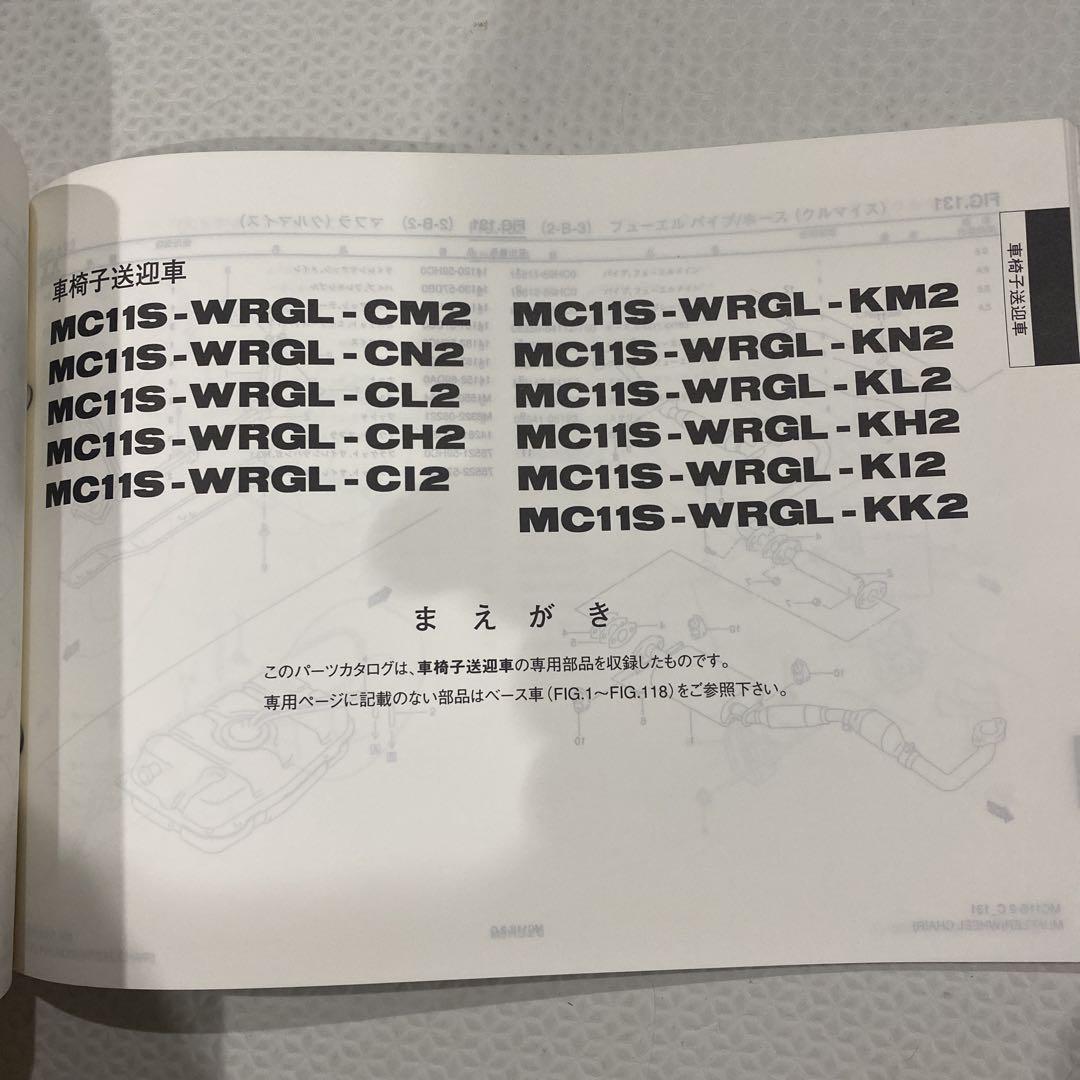 車椅子送迎車
MC11S-WRGL-CM2
MC11S-WRGL-CN2
MC11S-WRGL-CL2
MC11S-WRGL-CH2
MC11S-WRGL-CI2
MC11S-WRGL-KM2
MC11S-WRGL-KN2
MC11S-WRGL-KL2
MC11S-WRGL-KH2
MC11S-WRGL-KI2
MC11S-WRGL-KK2
車椅子送迎車
まえがき
このパーツカタログは、車椅子送迎車の専用部品を収録したものです。
専用ページに記載のない部品はベース車(FIG.1〜FIG.118)をご参照下さい。